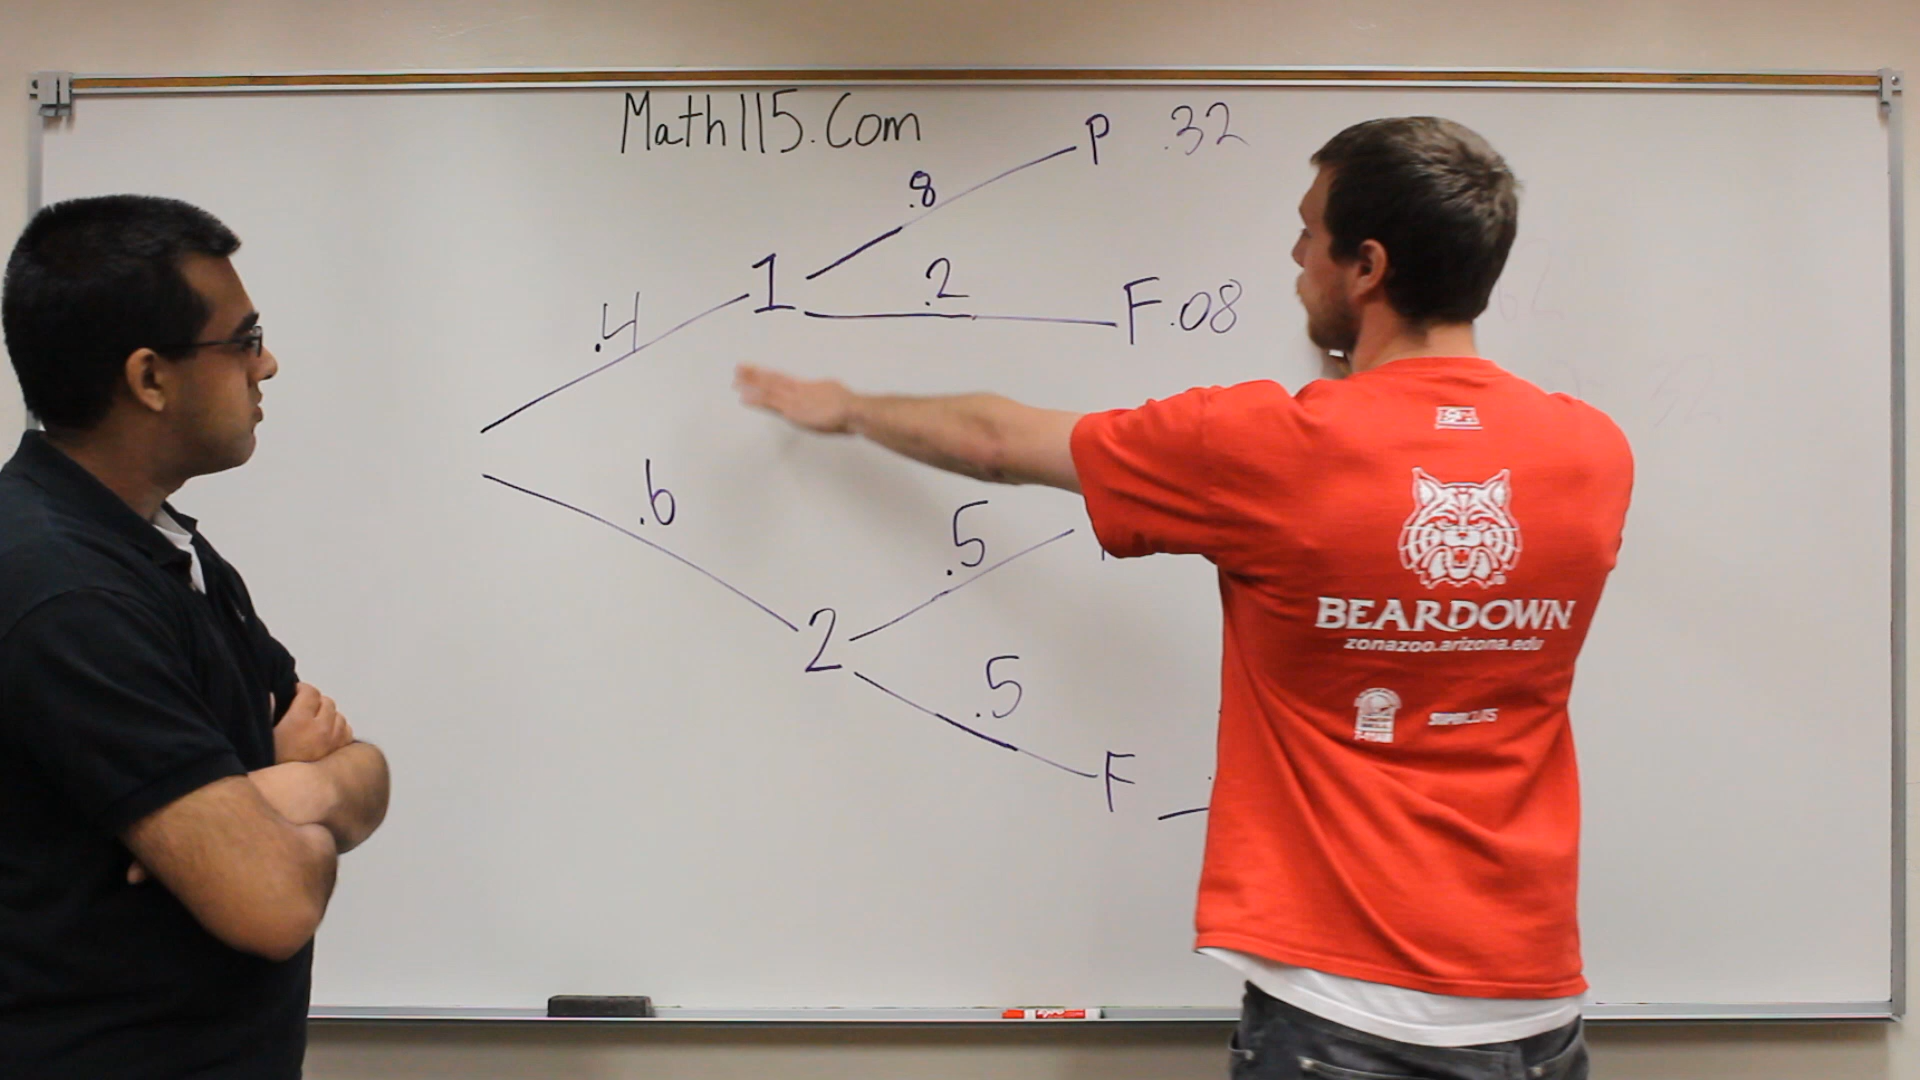 Math115.Com
P .32
.8
1
.2
F .08
.4
.6
.5
2
.5
F
BEARDOWN
zonazoo.arizona.edu